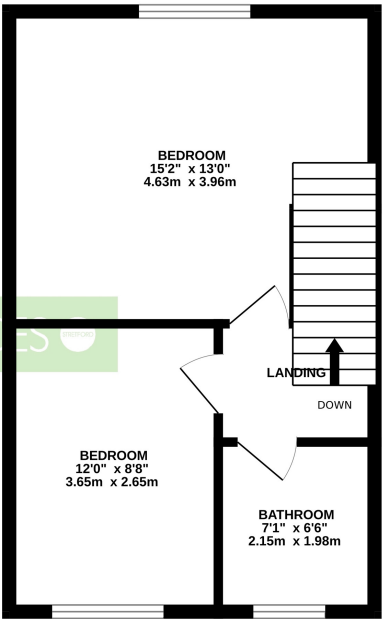 BEDROOM
15'2" x 13'0"
4.63m x 3.96m
LANDING
DOWN
BEDROOM
12'0" x 8'8"
3.65m x 2.65m
BATHROOM
7'1" x 6'6"
2.15m x 1.98m